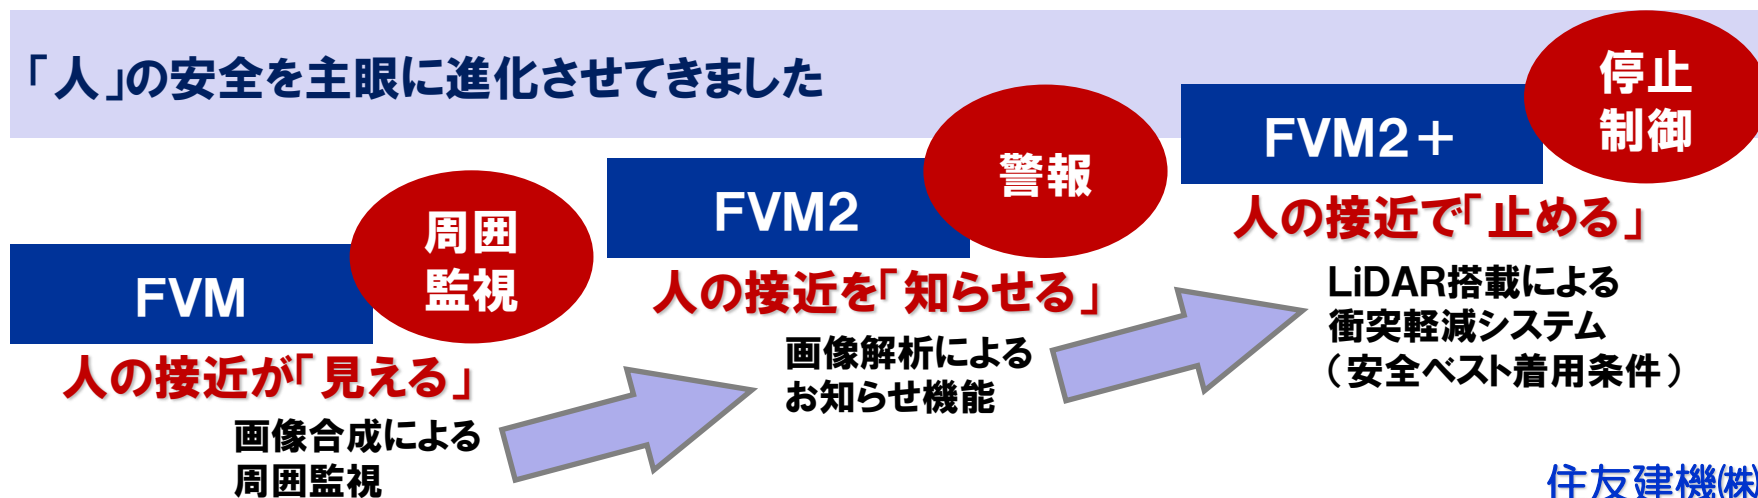 「人」の安全を主眼に進化させてきました
FVM
周囲
監視
人の接近が「見える」
画像合成による
周囲監視
FVM2
警報
人の接近を「知らせる」
画像解析による
お知らせ機能
FVM2＋
停止
制御
人の接近で「止める」
LiDAR搭載による
衝突軽減システム
（安全ベスト着用条件）
住友建機㈱